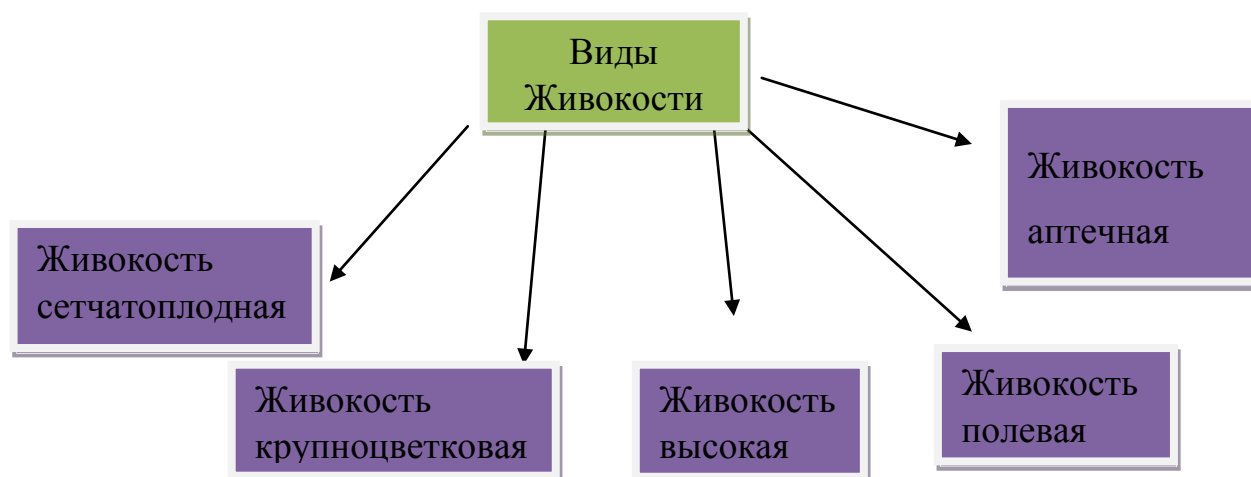 Виды
Живокости
Живокость
аптечная
Живокость
сетчатоплодная
Живокость
крупноцветковая
Живокость
высокая
Живокость
полевая